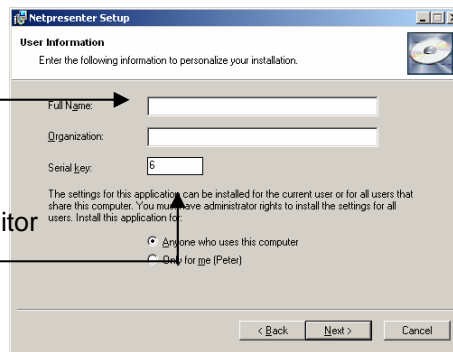 Netpresenter Setup
User Information
Enter the following information to personalize your installation.
Full Name:
Organization:
Serial key:
6
The settings for this application can be installed for the current user or for all users that
share this computer. You must have administrator rights to install the settings for all
users. Install this application for:
itor
Anyone who uses this computer
Only for me (Peter)
< Back
Next >
Cancel